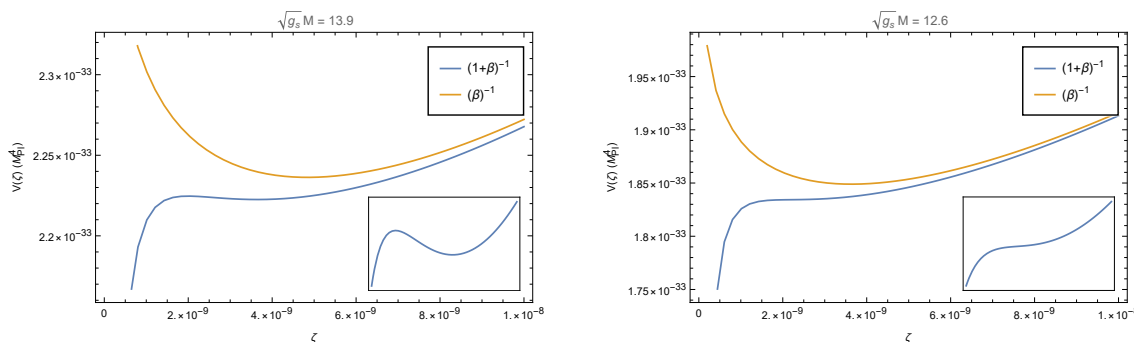 √g_s M = 13.9
V(ζ) (M_Pl^4)
2.3×10^-33
2.25×10^-33
2.2×10^-33
(1+β)^-1
(β)^-1
0
2.×10^-9
4.×10^-9
6.×10^-9
8.×10^-9
1.×10^-8
ζ
√g_s M = 12.6
V(ζ) (M_Pl^4)
1.95×10^-33
1.9×10^-33
1.85×10^-33
1.8×10^-33
1.75×10^-33
(1+β)^-1
(β)^-1
0
2.×10^-9
4.×10^-9
6.×10^-9
8.×10^-9
1.×10^-8
ζ